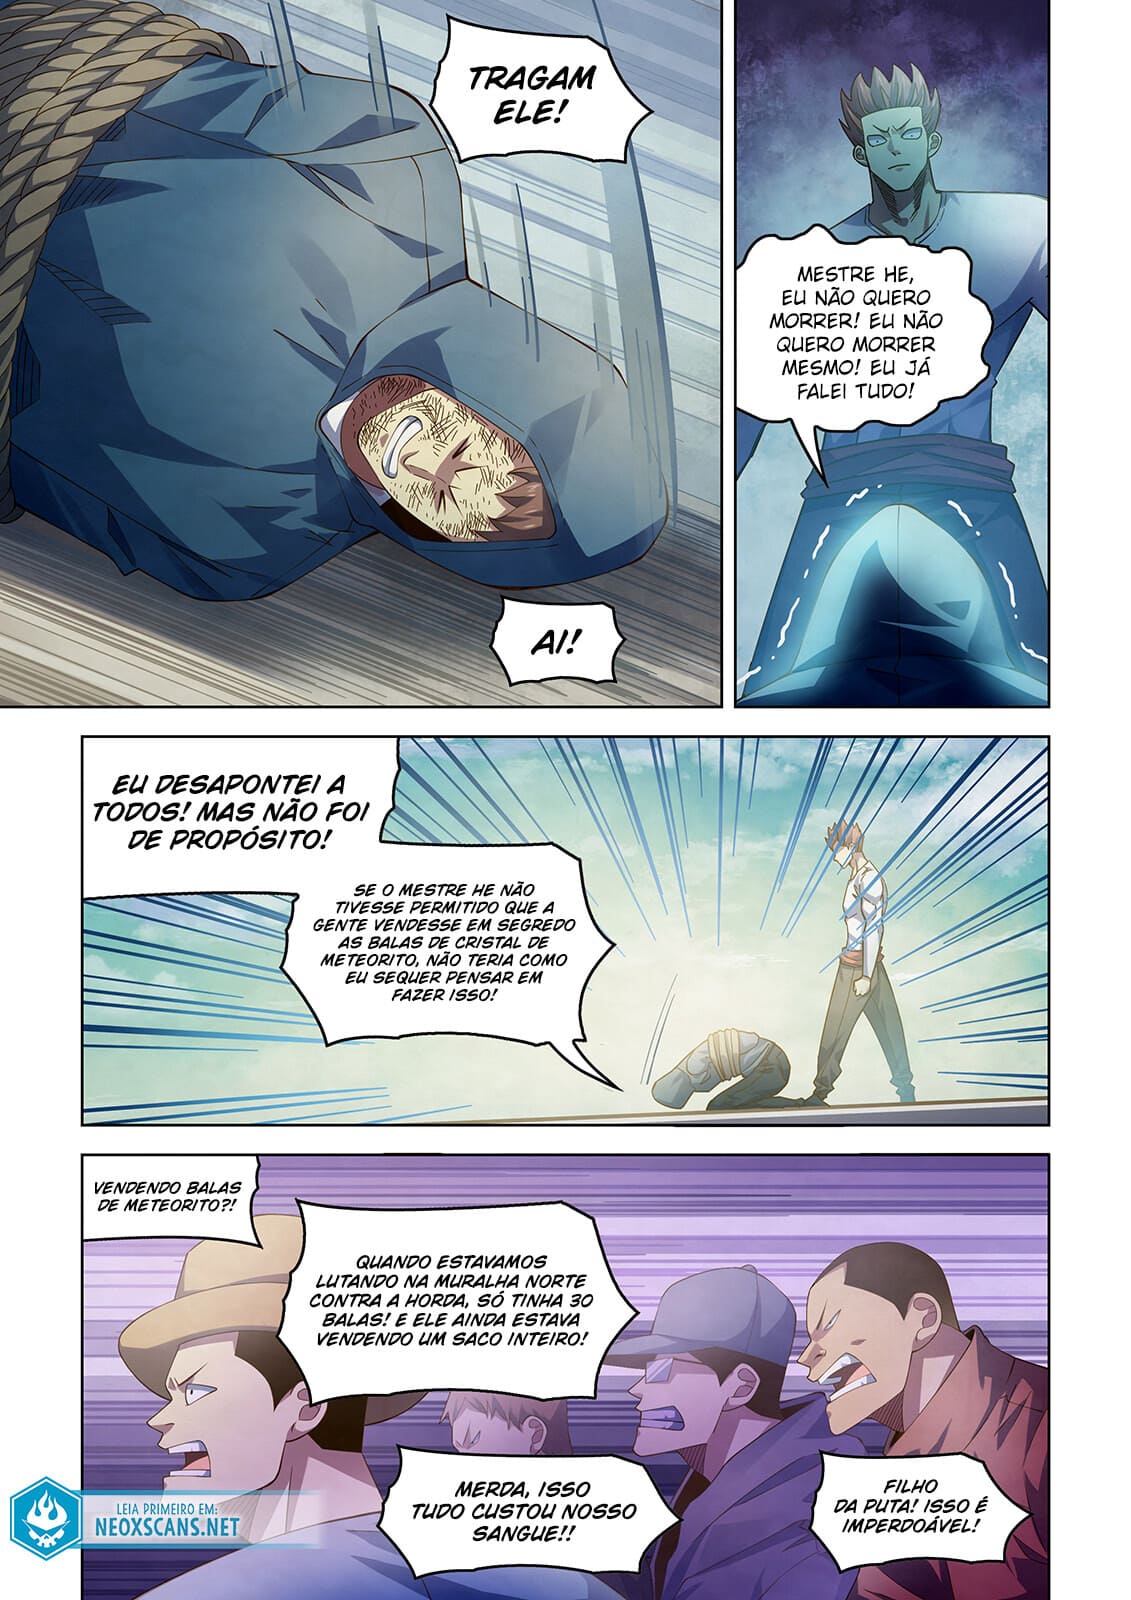 TRAGAM
ELE!
MESTRE HE,
EU NÃO QUERO
MORRER! EU NÃO
QUERO MORRER
MESMO! EU JÁ
FALEI TUDO!
AI!
EU DESAPONTEI A
TODOS! MAS NÃO FOI
DE PROPÓSITO!
SE O MESTRE HE NÃO
TIVESSE PERMITIDO QUE A
GENTE VENDESSE EM SEGREDO
AS BALAS DE CRISTAL DE
METEORITO, NÃO TERIA COMO
EU SEQUER PENSAR EM
FAZER ISSO!
VENDENDO BALAS
DE METEORITO?!
QUANDO ESTAVAMOS
LUTANDO NA MURALHA NORTE
CONTRA A HORDA, SÓ TINHA 30
BALAS! E ELE AINDA ESTAVA
VENDENDO UM SACO INTEIRO!
MERDA, ISSO
TUDO CUSTOU NOSSO
SANGUE!!
FILHO
DA PUTA! ISSO É
IMPERDOÁVEL!
LEIA PRIMEIRO EM:
NEOXSCANS.NET